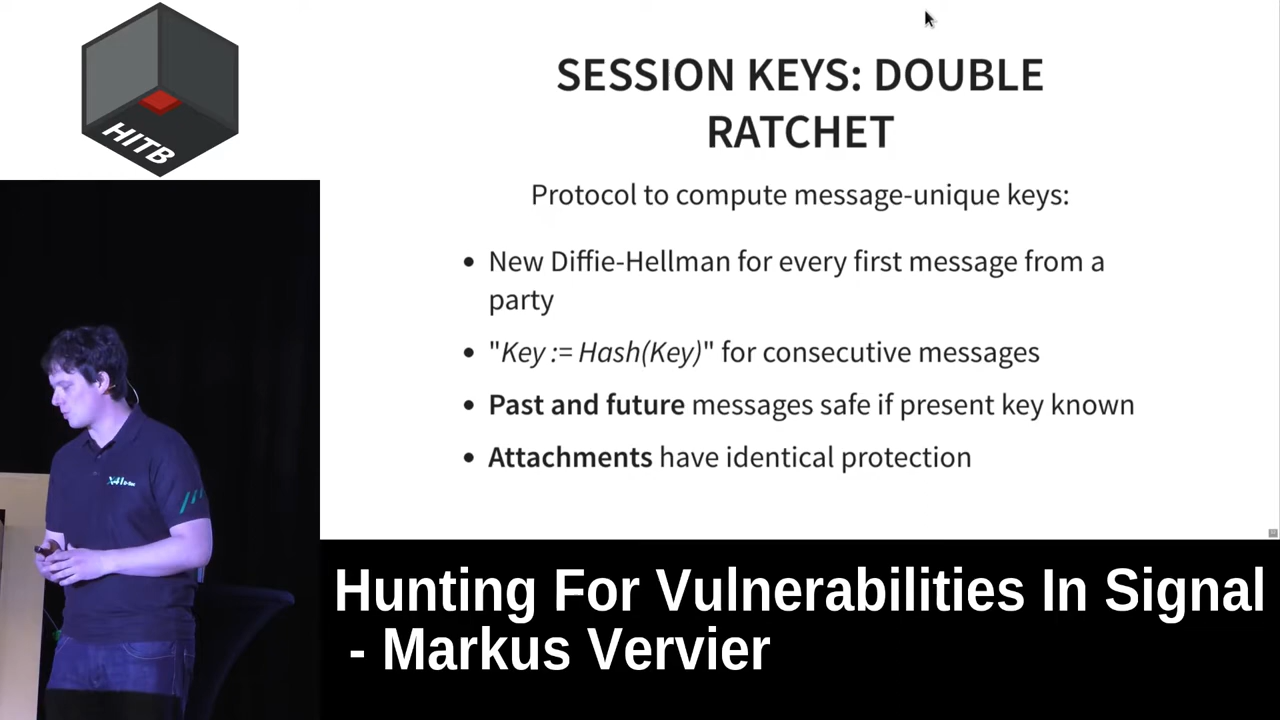 HITB
SESSION KEYS: DOUBLE
RATCHET
Protocol to compute message-unique keys:
• New Diffie-Hellman for every first message from a
party
• "Key := Hash(Key)" for consecutive messages
• Past and future messages safe if present key known
• Attachments have identical protection
Hunting For Vulnerabilities In Signal
- Markus Vervier